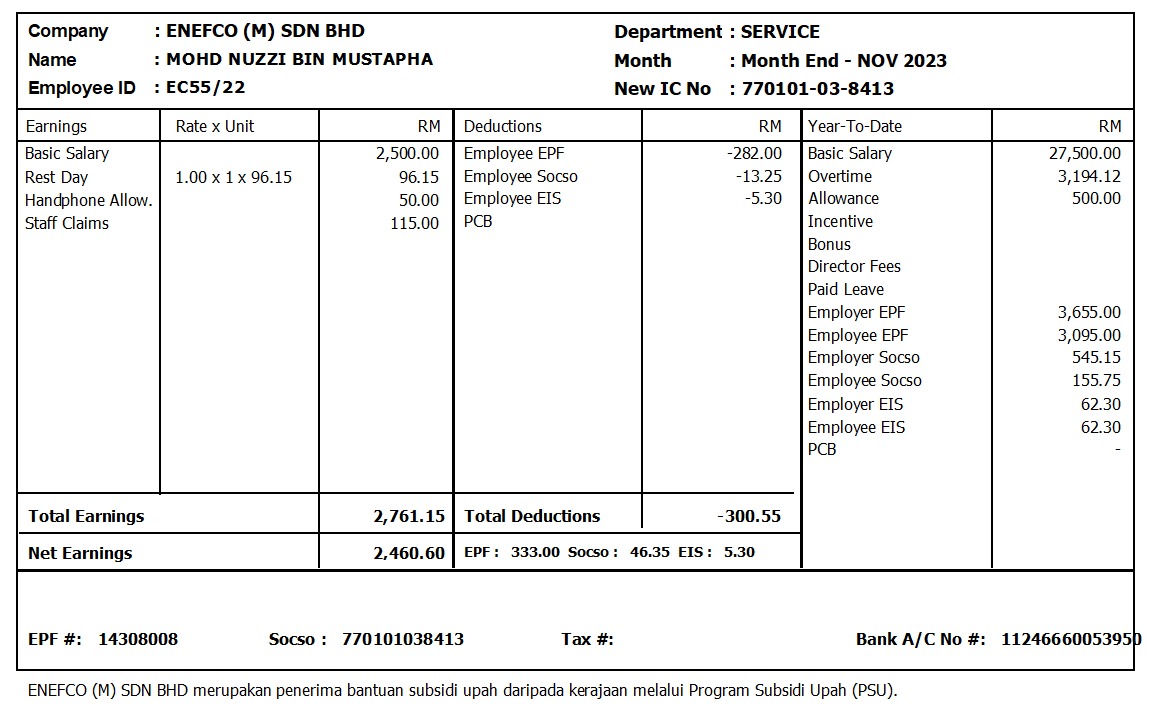 Company : ENEFCO (M) SDN BHD Department : SERVICE
Name : MOHD NUZZI BIN MUSTAPHA Month : Month End - NOV 2023
Employee ID : EC55/22 New IC No : 770101-03-8413
Earnings Rate x Unit RM Deductions RM Year-To-Date RM
Basic Salary 2,500.00 Employee EPF -282.00 Basic Salary 27,500.00
Rest Day 1.00 x 1 x 96.15 96.15 Employee Socso -13.25 Overtime 3,194.12
Handphone Allow. 50.00 Employee EIS -5.30 Allowance 500.00
Staff Claims 115.00 PCB Incentive
Bonus
Director Fees
Paid Leave
Employer EPF 3,655.00
Employee EPF 3,095.00
Employer Socso 545.15
Employee Socso 155.75
Employer EIS 62.30
Employee EIS 62.30
PCB -
Total Earnings 2,761.15 Total Deductions -300.55
Net Earnings 2,460.60 EPF : 333.00 Socso : 46.35 EIS : 5.30
EPF #: 14308008 Socso : 770101038413 Tax #: Bank A/C No #: 11246660053950
ENEFCO (M) SDN BHD merupakan penerima bantuan subsidi upah daripada kerajaan melalui Program Subsidi Upah (PSU).